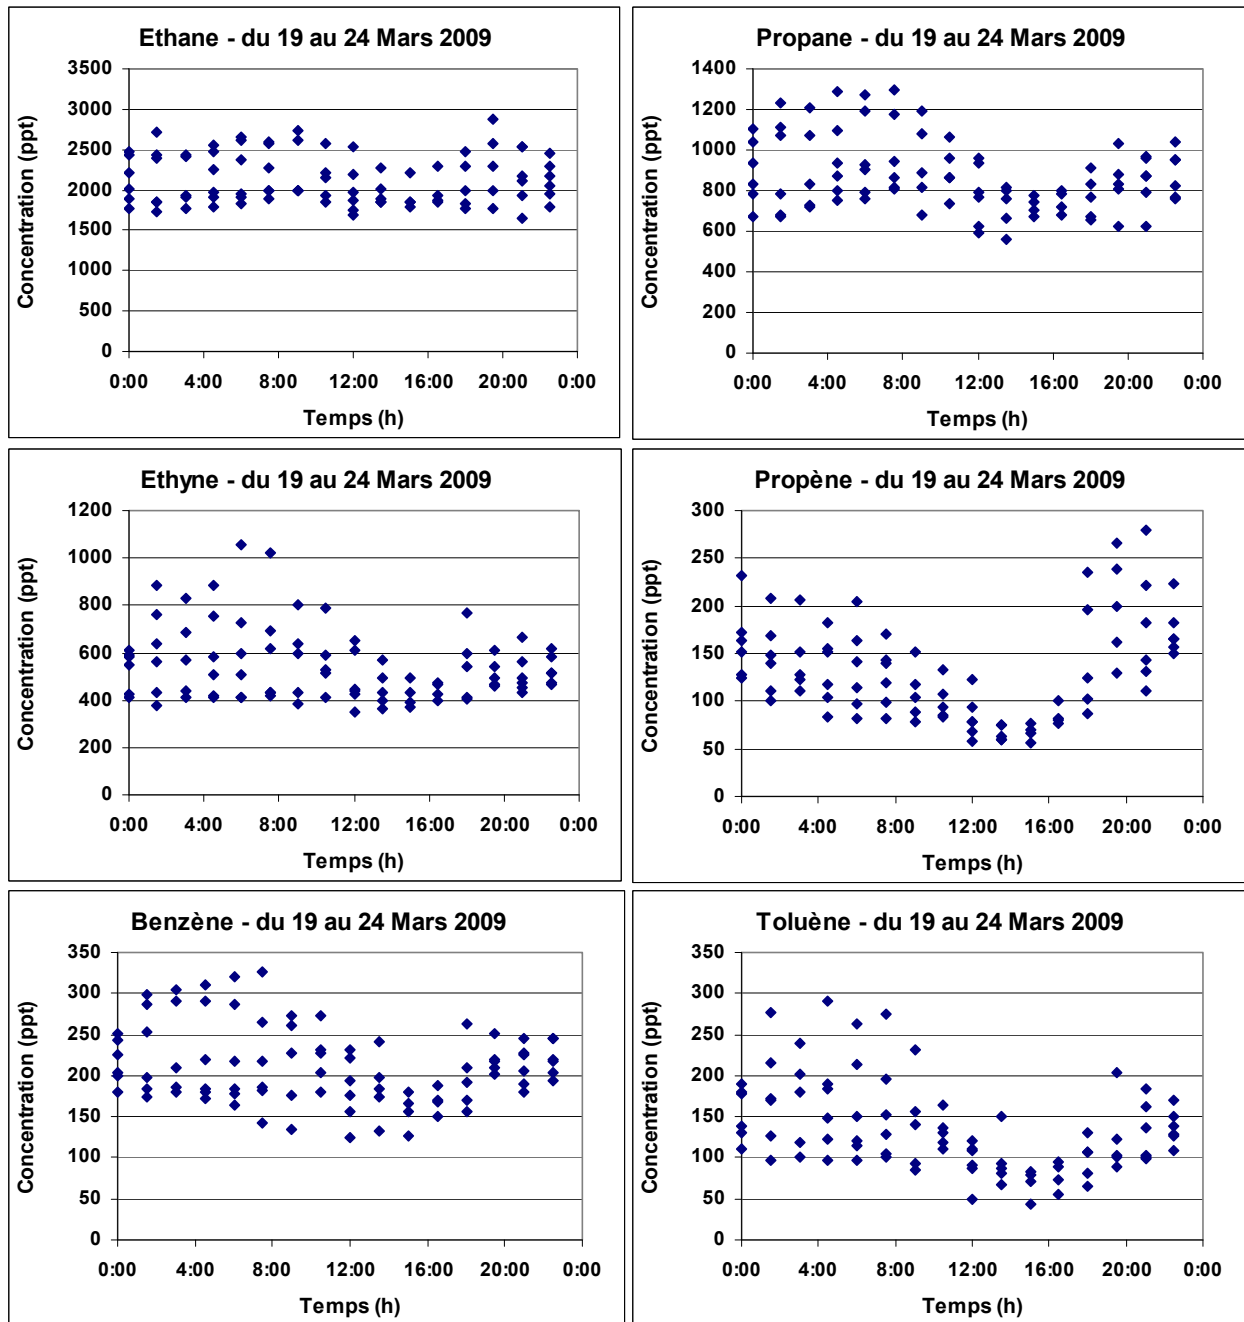 Ethane - du 19 au 24 Mars 2009
3500
3000
2500
2000
1500
1000
500
0
Concentration (ppt)
0:00 4:00 8:00 12:00 16:00 20:00 0:00
Temps (h)
Propane - du 19 au 24 Mars 2009
1400
1200
1000
800
600
400
200
0
Concentration (ppt)
0:00 4:00 8:00 12:00 16:00 20:00 0:00
Temps (h)
Ethyne - du 19 au 24 Mars 2009
1200
1000
800
600
400
200
0
Concentration (ppt)
0:00 4:00 8:00 12:00 16:00 20:00 0:00
Temps (h)
Propène - du 19 au 24 Mars 2009
300
250
200
150
100
50
0
Concentration (ppt)
0:00 4:00 8:00 12:00 16:00 20:00 0:00
Temps (h)
Benzène - du 19 au 24 Mars 2009
350
300
250
200
150
100
50
0
Concentration (ppt)
0:00 4:00 8:00 12:00 16:00 20:00 0:00
Temps (h)
Toluène - du 19 au 24 Mars 2009
350
300
250
200
150
100
50
0
Concentration (ppt)
0:00 4:00 8:00 12:00 16:00 20:00 0:00
Temps (h)